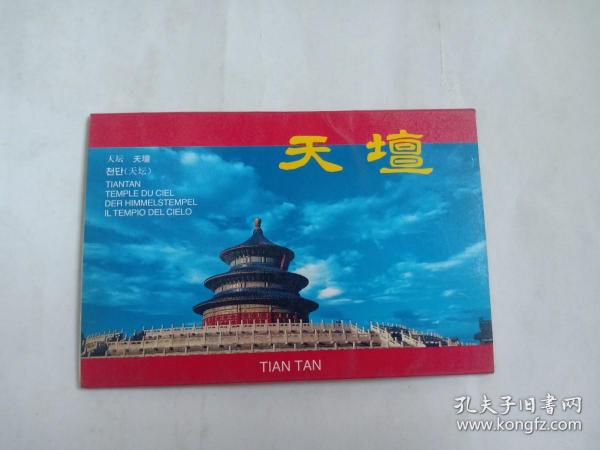 天壇
天坛 天壇
천단(天坛)
TIANTAN
TEMPLE DU CIEL
DER HIMMELSTEMPEL
IL TEMPIO DEL CIELO
TIAN TAN
孔夫子旧书网
www.kongfz.com